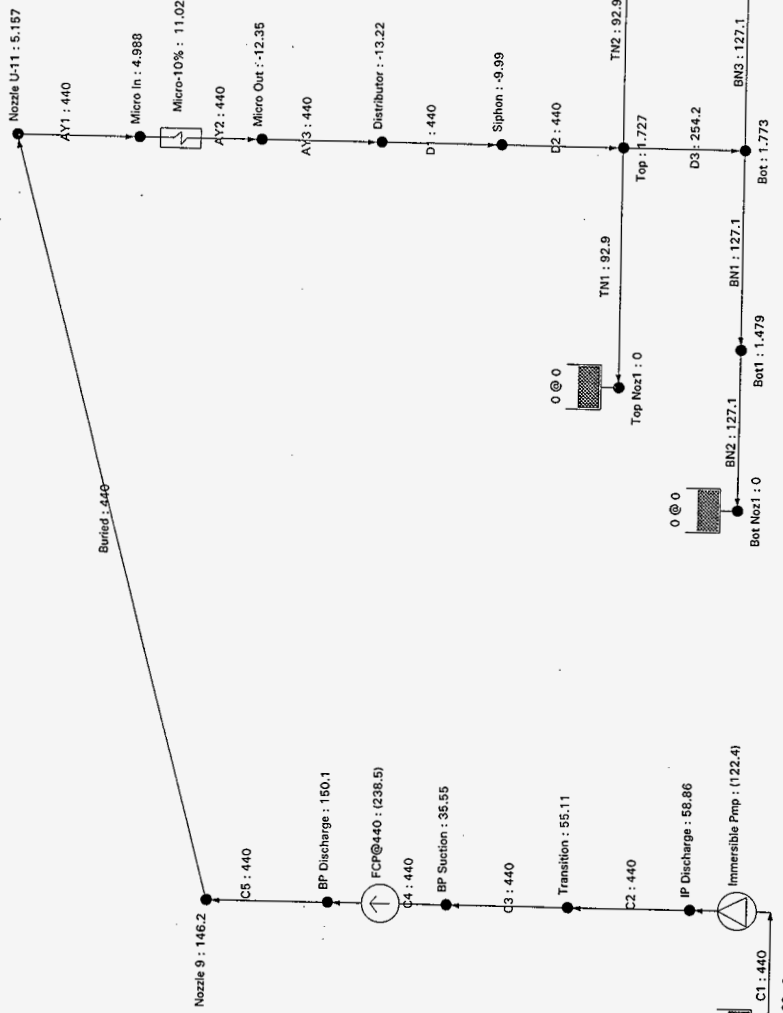 Nozzle U-11 : 5.157
AY1 : 440
Micro In : 4.988
Micro-10% : 11.02
AY2 : 440
Micro Out : -12.35
AY3 : 440
Distributor : -13.22
D1 : 440
Siphon : -9.99
D2 : 440
TN2 : 92.9
Top : 1.727
TN1 : 92.9
0 @ 0
Top Noz1 : 0
D3 : 254.2
BN3 : 127.1
Bot : 1.773
BN1 : 127.1
Bot1 : 1.479
BN2 : 127.1
0 @ 0
Bot Noz1 : 0
Buried : 440
Nozzle 9 : 146.2
C5 : 440
BP Discharge : 150.1
FCP@440 : (238.5)
C4 : 440
BP Suction : 35.55
C3 : 440
Transition : 55.11
C2 : 440
IP Discharge : 58.86
Immersible Pmp : (122.4)
C1 : 440